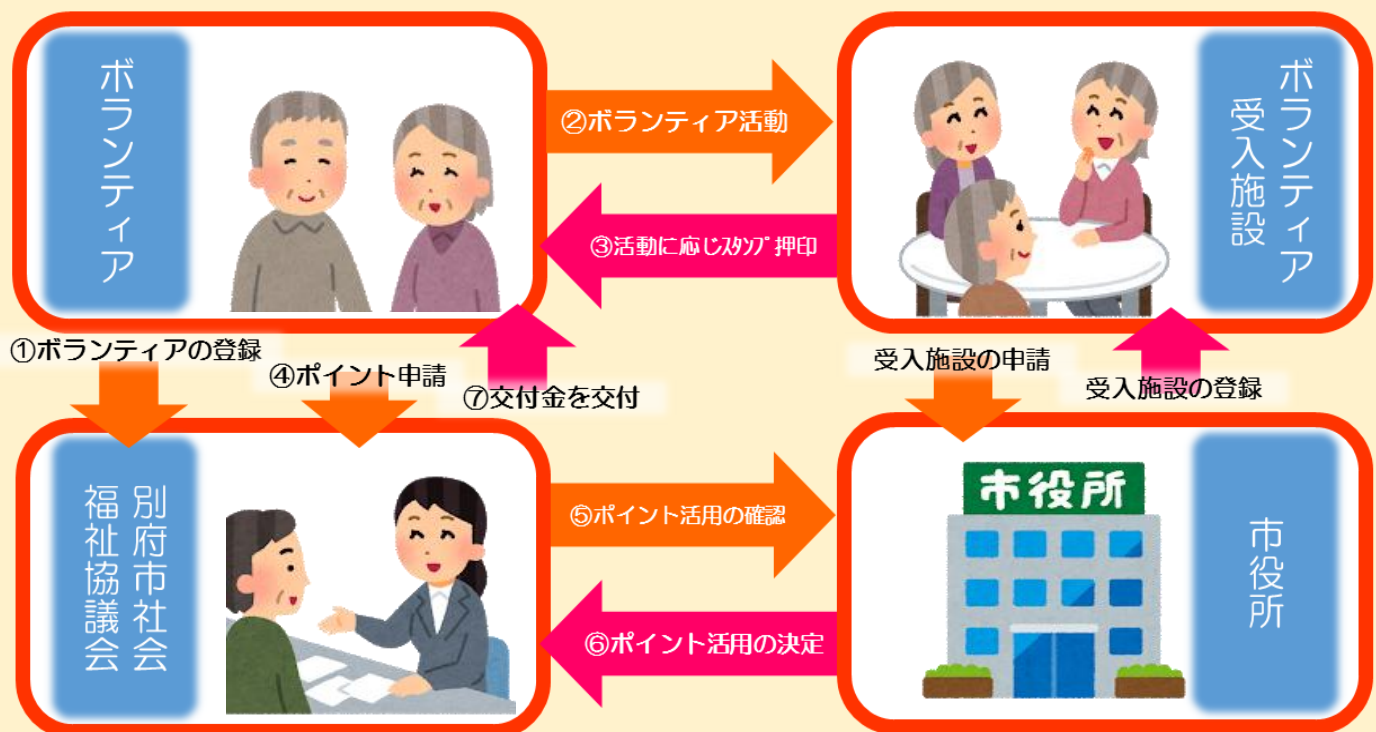 ボランティア
②ボランティア活動
③活動に応じｽﾀﾝﾌﾟ押印
ボランティア
受入施設
①ボランティアの登録
④ポイント申請
⑦交付金を交付
受入施設の申請
受入施設の登録
別府市社会
福祉協議会
⑤ポイント活用の確認
⑥ポイント活用の決定
市役所
市役所